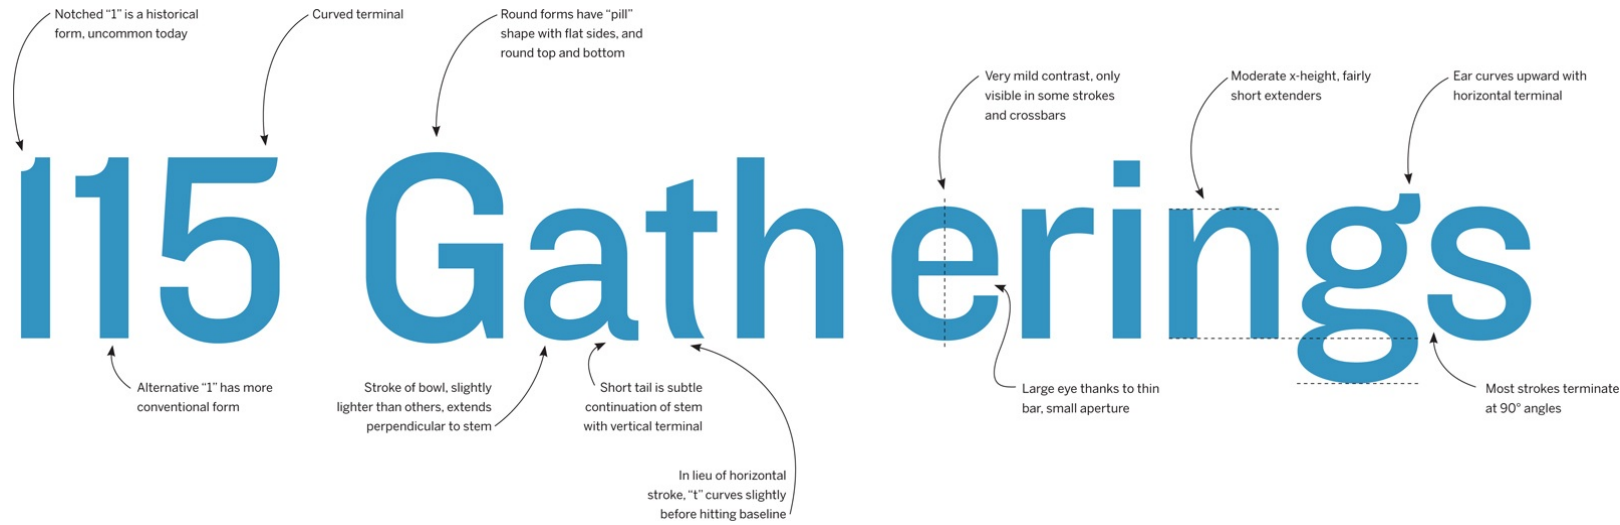 Notched “1” is a historical
form, uncommon today
Curved terminal
Round forms have “pill”
shape with flat sides, and
round top and bottom
Very mild contrast, only
visible in some strokes
and crossbars
Moderate x-height, fairly
short extenders
Ear curves upward with
horizontal terminal
115 Gatherings
Alternative “1” has more
conventional form
Stroke of bowl, slightly
lighter than others, extends
perpendicular to stem
Short tail is subtle
continuation of stem
with vertical terminal
In lieu of horizontal
stroke, “t” curves slightly
before hitting baseline
Large eye thanks to thin
bar, small aperture
Most strokes terminate
at 90° angles